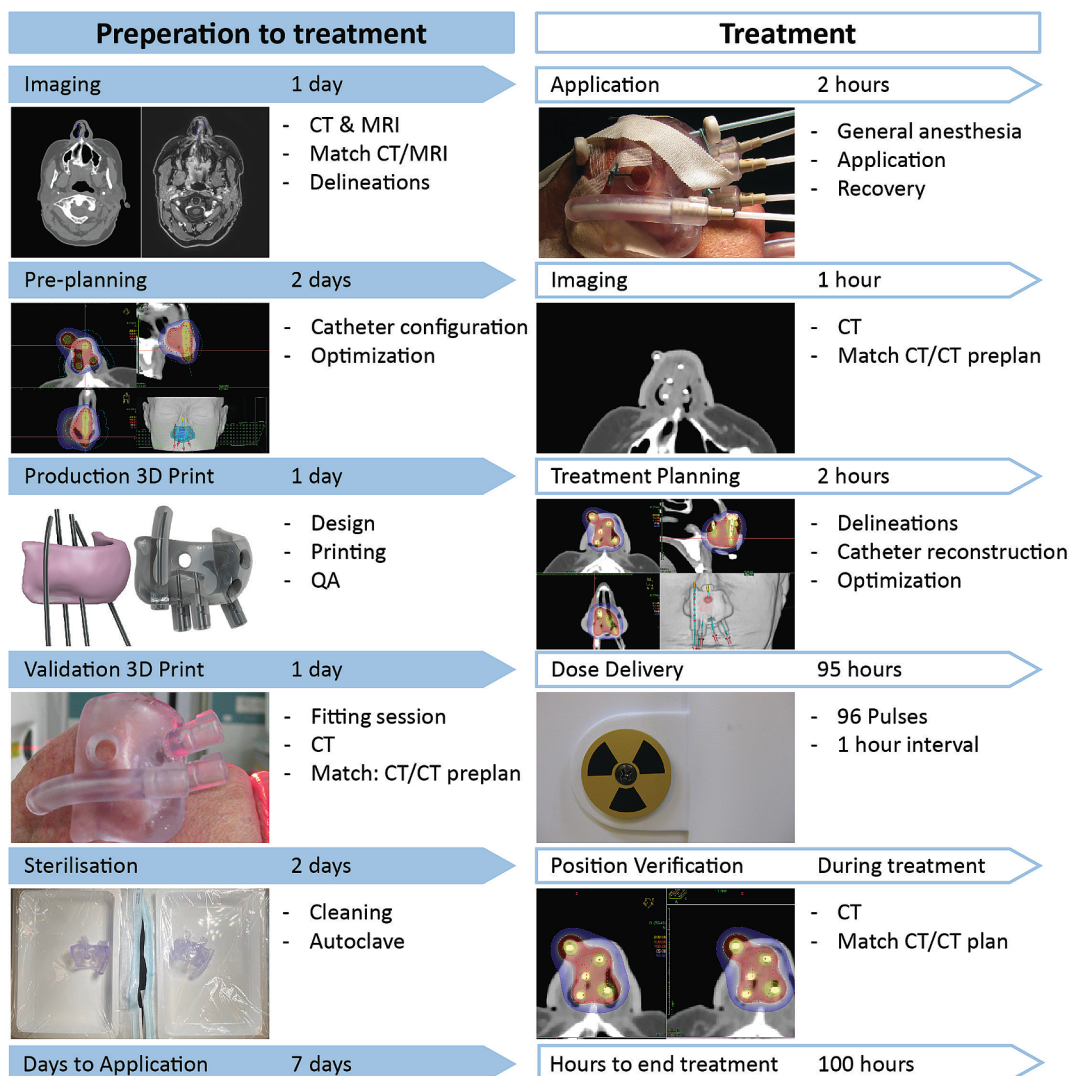 Preperation to treatment
Imaging 1 day
- CT & MRI
- Match CT/MRI
- Delineations
Pre-planning 2 days
- Catheter configuration
- Optimization
Production 3D Print 1 day
- Design
- Printing
- QA
Validation 3D Print 1 day
- Fitting session
- CT
- Match: CT/CT preplan
Sterilisation 2 days
- Cleaning
- Autoclave
Days to Application 7 days
Treatment
Application 2 hours
- General anesthesia
- Application
- Recovery
Imaging 1 hour
- CT
- Match CT/CT preplan
Treatment Planning 2 hours
- Delineations
- Catheter reconstruction
- Optimization
Dose Delivery 95 hours
- 96 Pulses
- 1 hour interval
Position Verification During treatment
- CT
- Match CT/CT plan
Hours to end treatment 100 hours